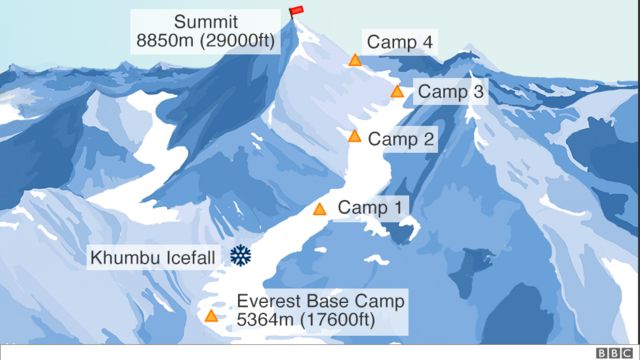 Summit
8850m (29000ft)
Camp 4
Camp 3
Camp 2
Camp 1
Khumbu Icefall
Everest Base Camp
5364m (17600ft)
BBC